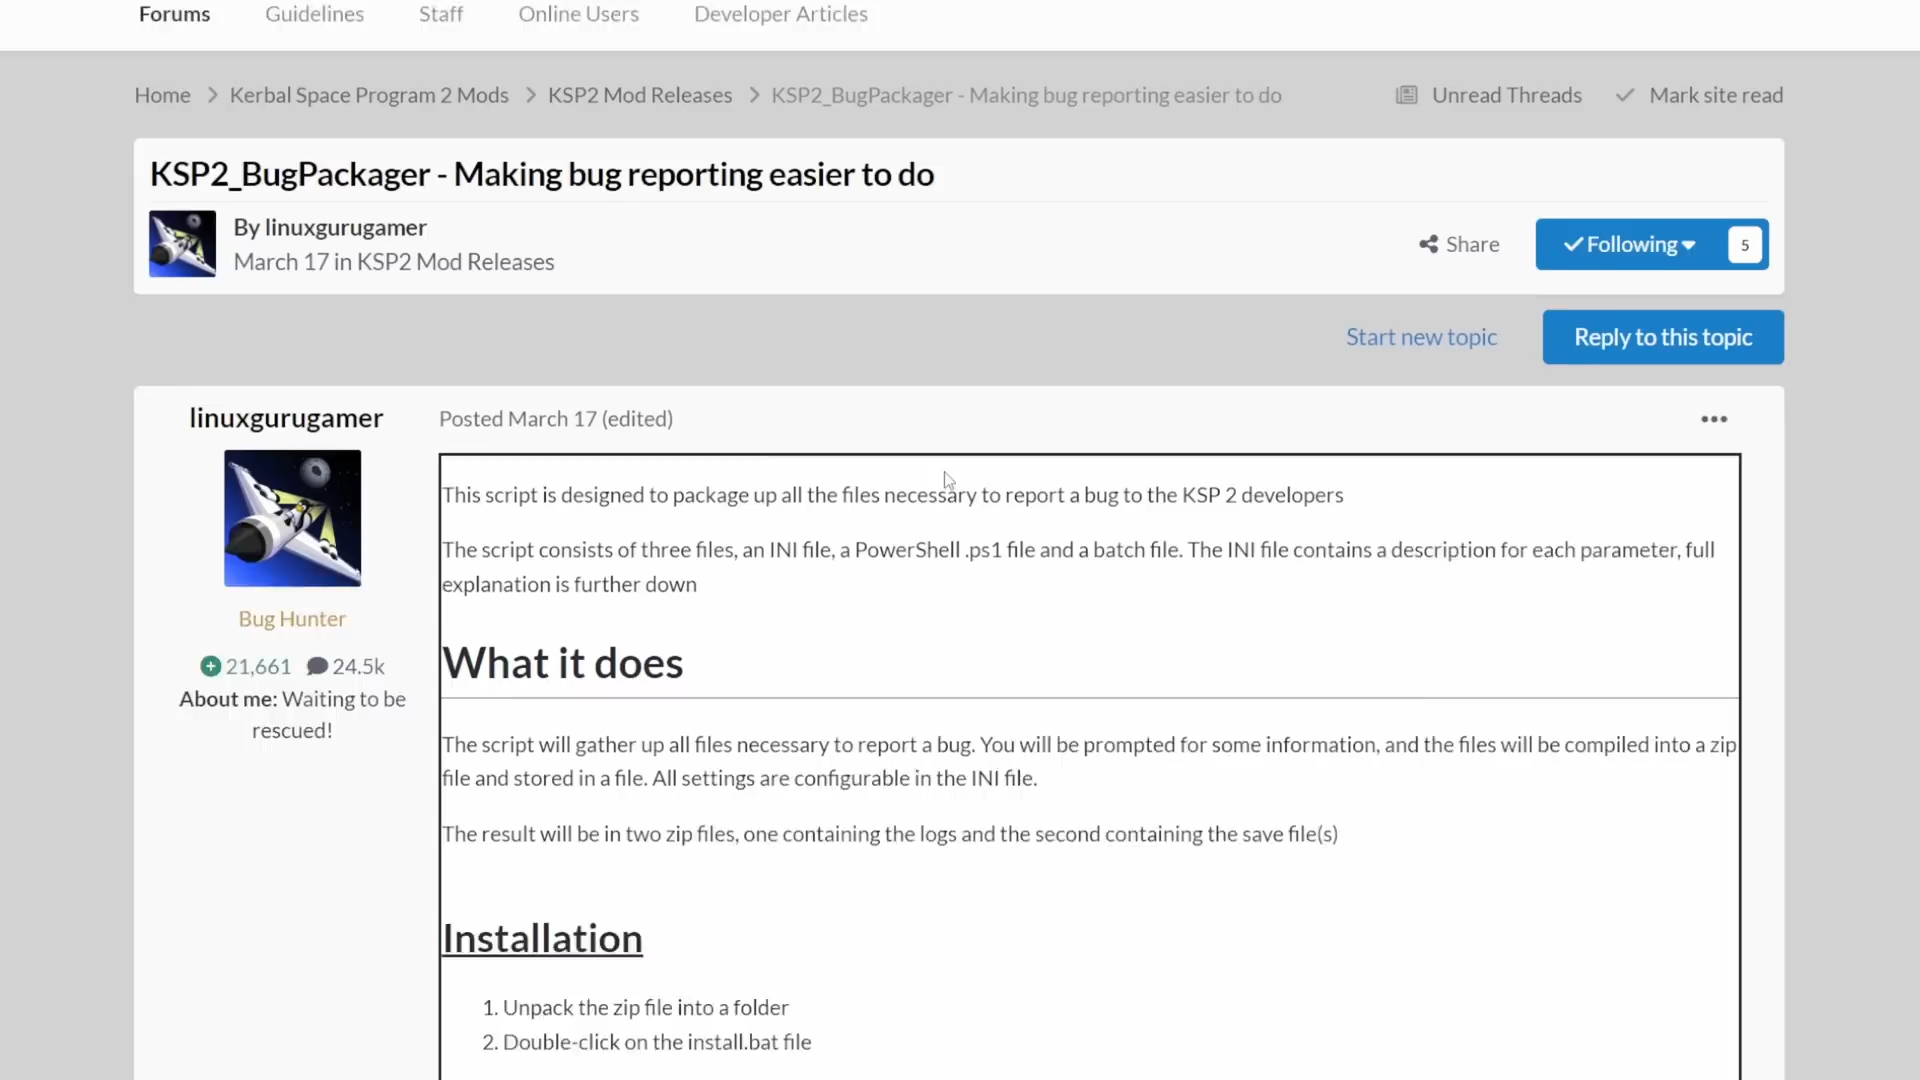 Forums Guidelines Staff Online Users Developer Articles
Home Kerbal Space Program 2 Mods KSP2 Mod Releases KSP2_BugPackager - Making bug reporting easier to do Unread Threads Mark site read
KSP2_BugPackager - Making bug reporting easier to do
By linuxgurugamer
March 17 in KSP2 Mod Releases
Share Following 5
Start new topic Reply to this topic
linuxgurugamer
Bug Hunter
21,661 24.5k
About me: Waiting to be
rescued!
Posted March 17 (edited)
This script is designed to package up all the files necessary to report a bug to the KSP 2 developers
The script consists of three files, an INI file, a PowerShell .ps1 file and a batch file. The INI file contains a description for each parameter, full
explanation is further down
What it does
The script will gather up all files necessary to report a bug. You will be prompted for some information, and the files will be compiled into a zip
file and stored in a file. All settings are configurable in the INI file.
The result will be in two zip files, one containing the logs and the second containing the save file(s)
Installation
1. Unpack the zip file into a folder
2. Double-click on the install.bat file